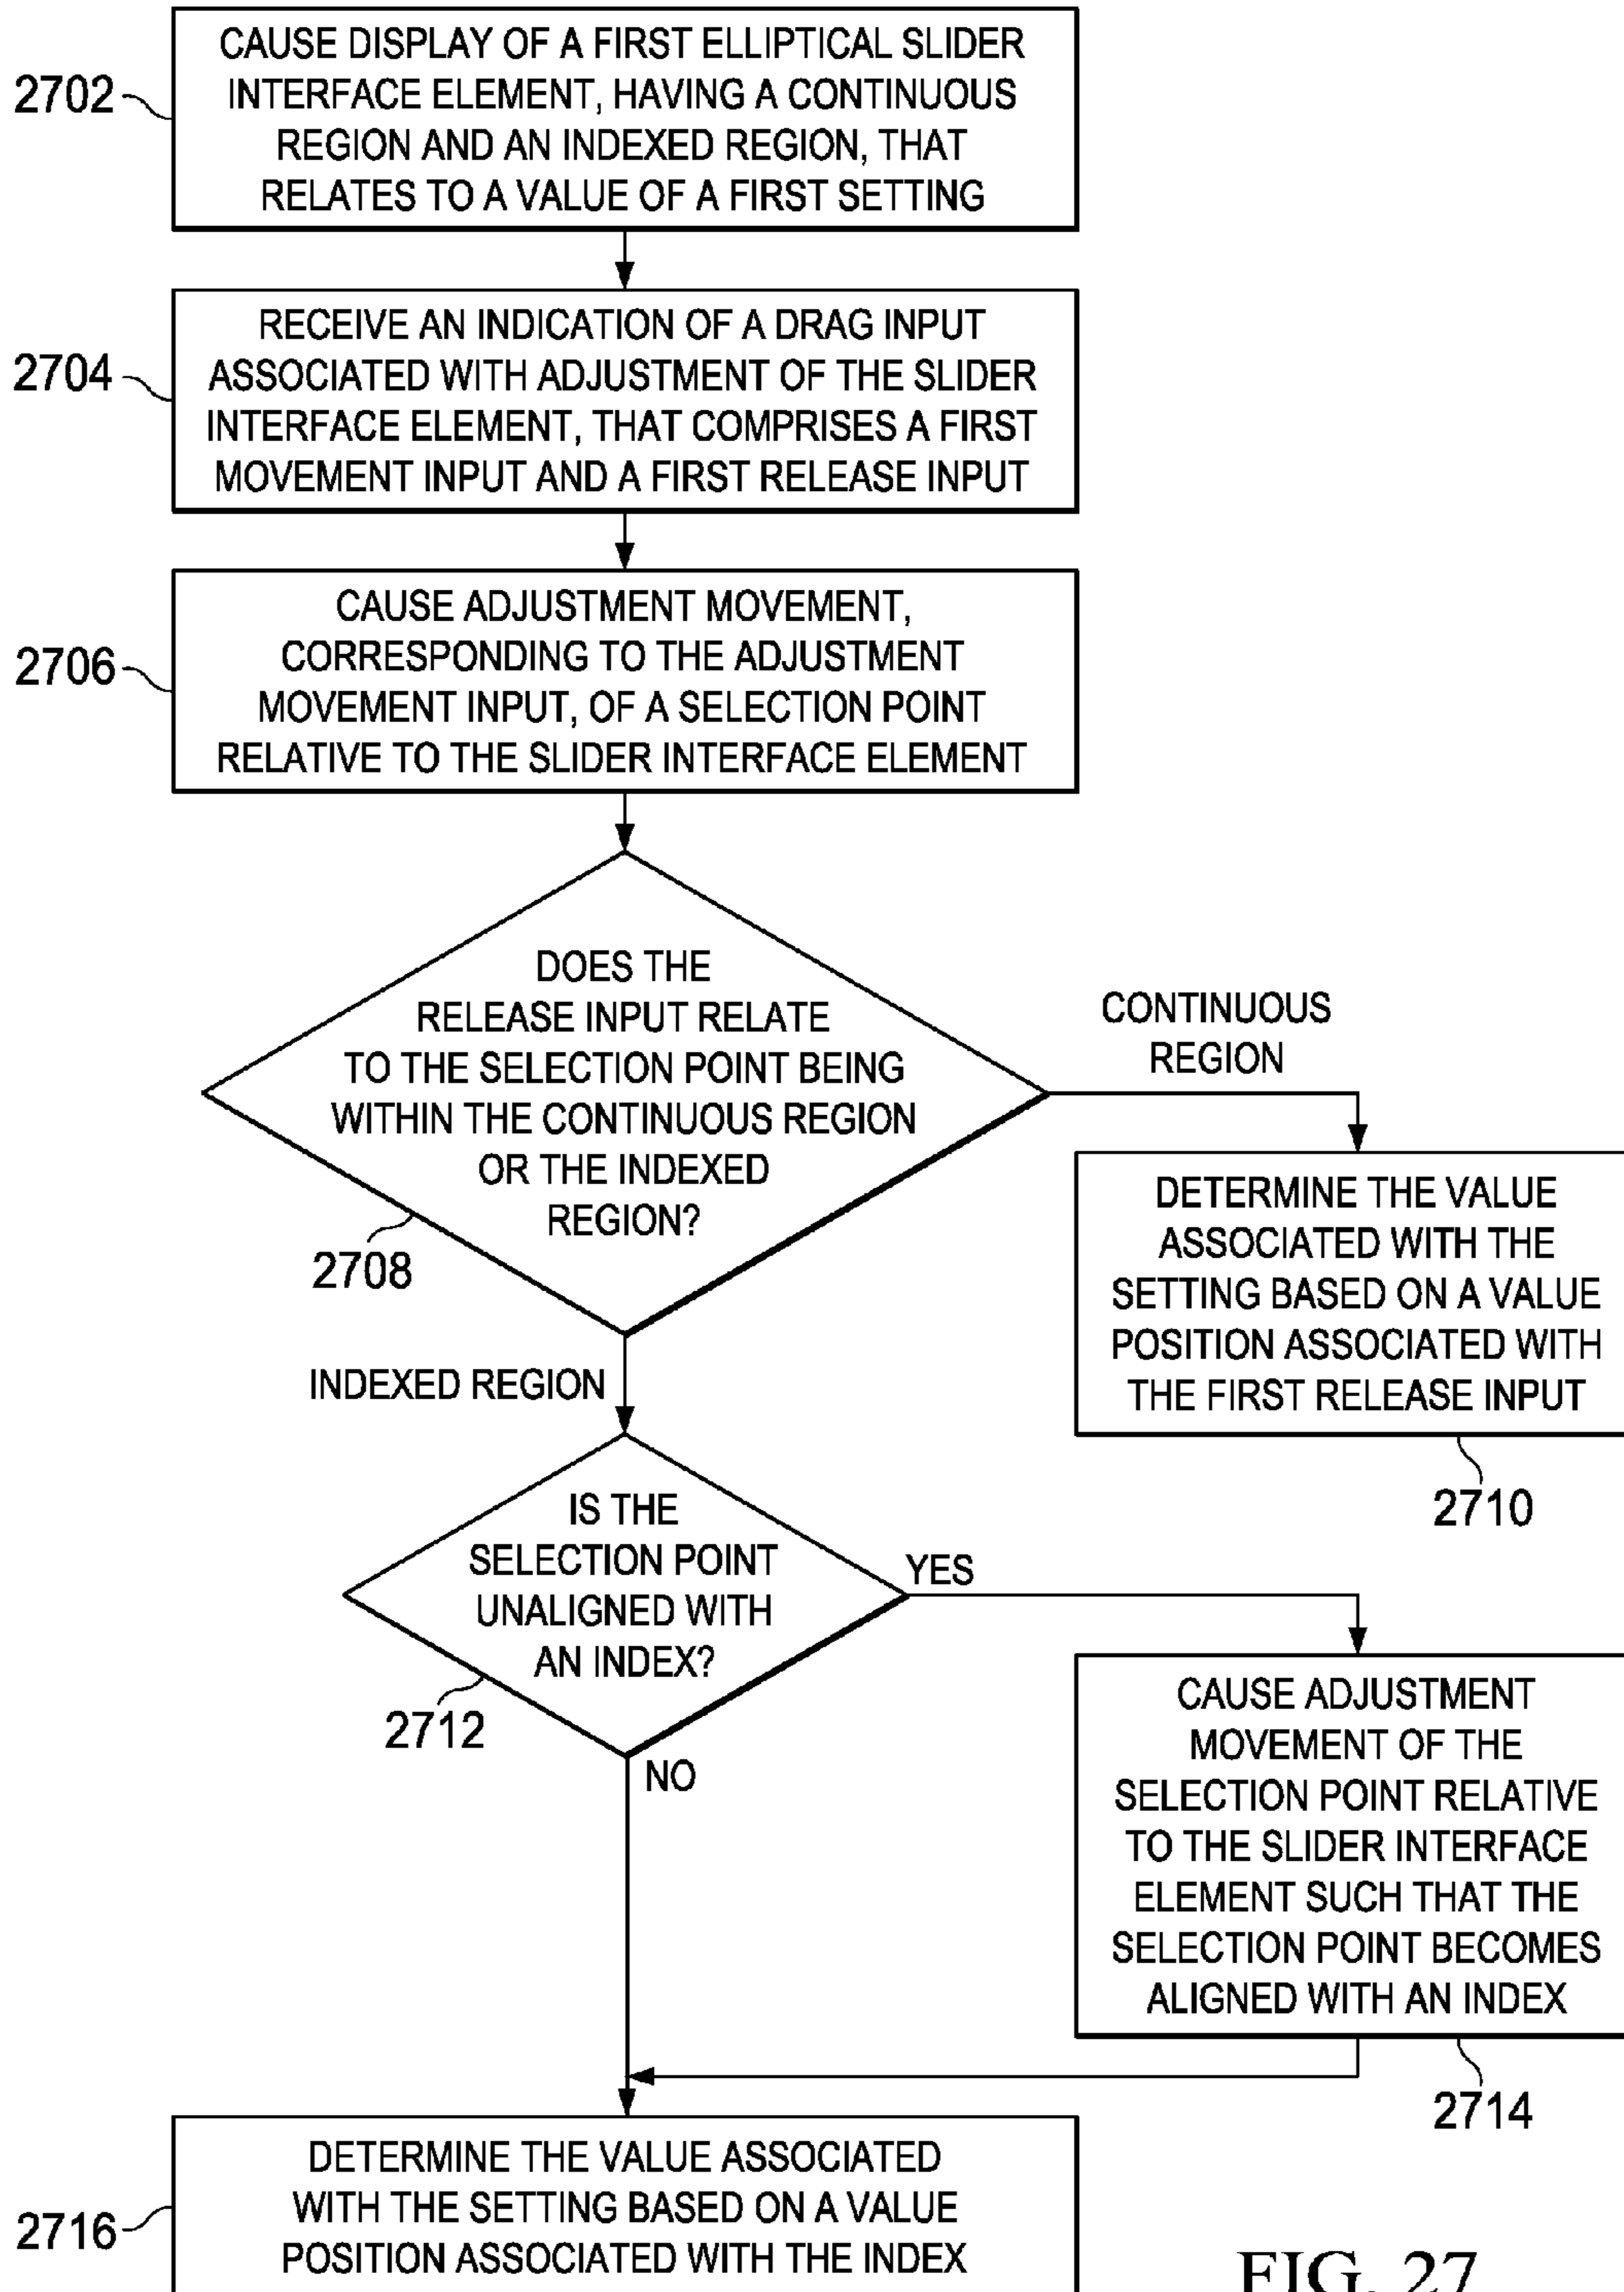 CAUSE DISPLAY OF A FIRST ELLIPTICAL SLIDER
INTERFACE ELEMENT, HAVING A CONTINUOUS
REGION AND AN INDEXED REGION, THAT
RELATES TO A VALUE OF A FIRST SETTING
2702
RECEIVE AN INDICATION OF A DRAG INPUT
ASSOCIATED WITH ADJUSTMENT OF THE SLIDER
INTERFACE ELEMENT, THAT COMPRISES A FIRST
MOVEMENT INPUT AND A FIRST RELEASE INPUT
2704
CAUSE ADJUSTMENT MOVEMENT,
CORRESPONDING TO THE ADJUSTMENT
MOVEMENT INPUT, OF A SELECTION POINT
RELATIVE TO THE SLIDER INTERFACE ELEMENT
2706
DOES THE
RELEASE INPUT RELATE
TO THE SELECTION POINT BEING
WITHIN THE CONTINUOUS REGION
OR THE INDEXED
REGION?
2708
CONTINUOUS
REGION
DETERMINE THE VALUE
ASSOCIATED WITH THE
SETTING BASED ON A VALUE
POSITION ASSOCIATED WITH
THE FIRST RELEASE INPUT
2710
INDEXED REGION
IS THE
SELECTION POINT
UNALIGNED WITH
AN INDEX?
2712
YES
NO
CAUSE ADJUSTMENT
MOVEMENT OF THE
SELECTION POINT RELATIVE
TO THE SLIDER INTERFACE
ELEMENT SUCH THAT THE
SELECTION POINT BECOMES
ALIGNED WITH AN INDEX
2714
DETERMINE THE VALUE ASSOCIATED
WITH THE SETTING BASED ON A VALUE
POSITION ASSOCIATED WITH THE INDEX
2716
FIG. 27